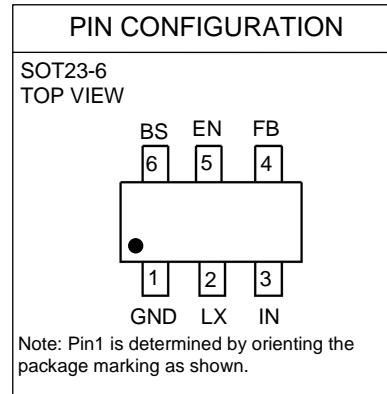 PIN CONFIGURATION
SOT23-6
TOP VIEW
BS EN FB
6 5 4
1 2 3
GND LX IN
Note: Pin1 is determined by orienting the
package marking as shown.